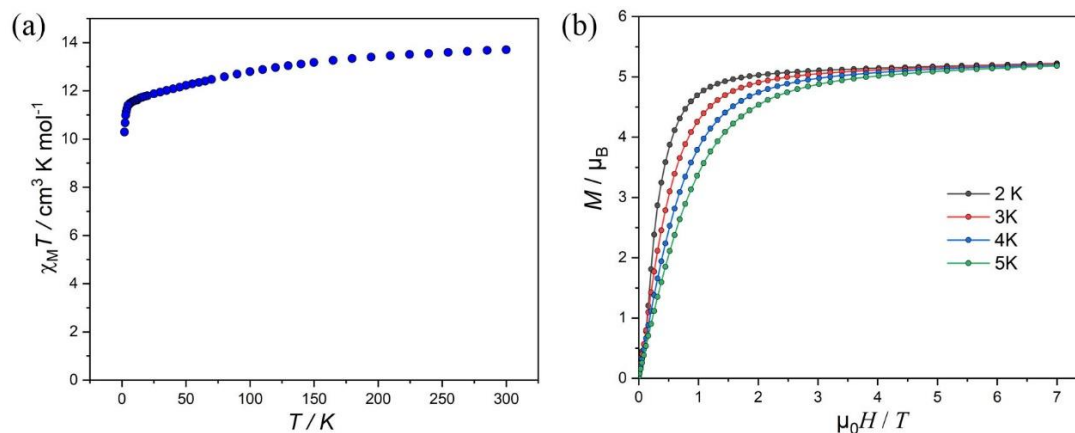 (a)
χMT / cm³ K mol⁻¹
14
12
10
8
6
4
2
0
0 50 100 150 200 250 300
T / K
(b)
M / μB
6
5
4
3
2
1
0
2 K
3K
4K
5K
0 1 2 3 4 5 6 7
μ₀H / T